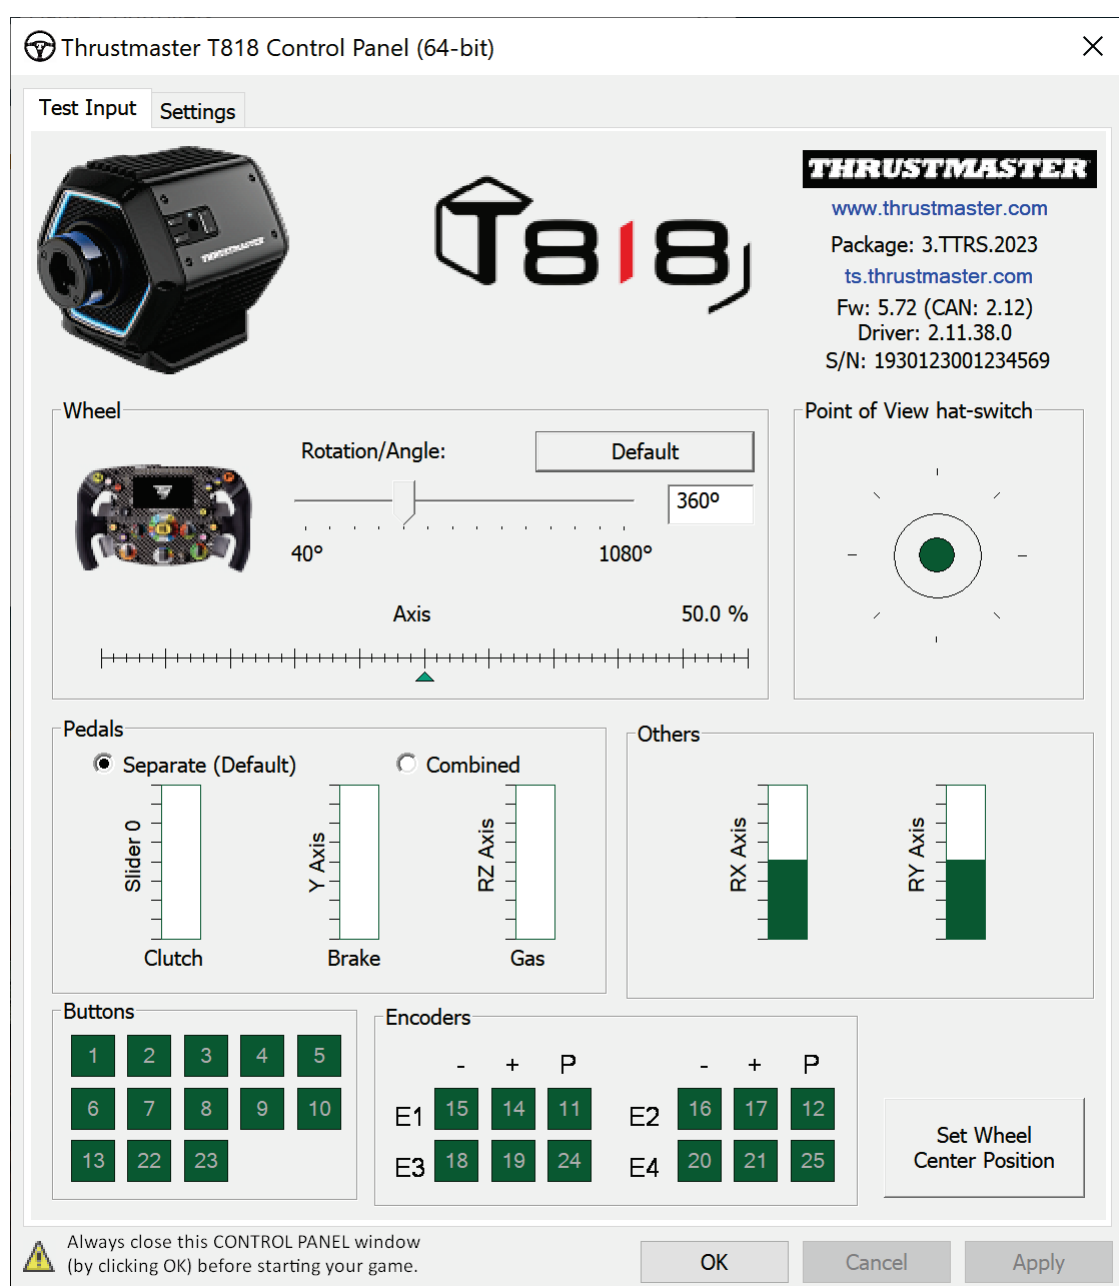 Thrustmaster T818 Control Panel (64-bit)
Test Input
Settings
THRUSTMASTER
T818
THRUSTMASTER
www.thrustmaster.com
Package: 3.TTRS.2023
ts.thrustmaster.com
Fw: 5.72 (CAN: 2.12)
Driver: 2.11.38.0
S/N: 1930123001234569
Wheel
Rotation/Angle:
Default
360º
40º
1080º
Axis
50.0 %
Point of View hat-switch
Pedals
Separate (Default)
Combined
Slider 0
Y Axis
RZ Axis
Clutch
Brake
Gas
Others
RX Axis
RY Axis
Buttons
1 2 3 4 5
6 7 8 9 10
13 22 23
Encoders
- + P - + P
E1 15 14 11 E2 16 17 12
E3 18 19 24 E4 20 21 25
Set Wheel
Center Position
Always close this CONTROL PANEL window
(by clicking OK) before starting your game.
OK
Cancel
Apply